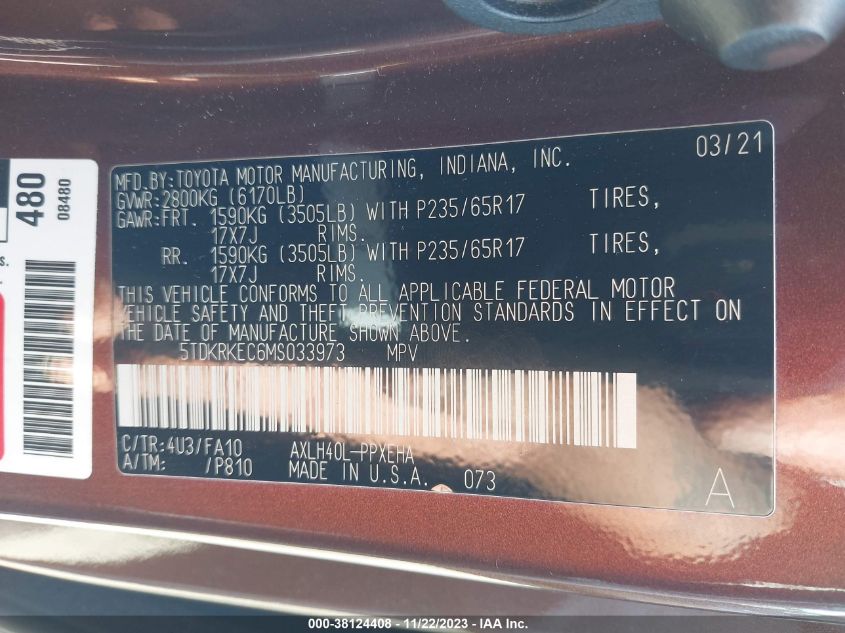 480
08480
s.
03/21
MFD.BY:TOYOTA MOTOR MANUFACTURING, INDIANA, INC.
GVWR:2800KG (6170LB)
GAWR:FRT. 1590KG (3505LB) WITH P235/65R17 TIRES,
17X7J RIMS.
RR. 1590KG (3505LB) WITH P235/65R17 TIRES,
17X7J RIMS.
THIS VEHICLE CONFORMS TO ALL APPLICABLE FEDERAL MOTOR
VEHICLE SAFETY AND THEFT PREVENTION STANDARDS IN EFFECT ON
THE DATE OF MANUFACTURE SHOWN ABOVE.
5TDKRKEC6MS033973 MPV
C/TR:4U3/FA10 AXLH40L-PPXEHA
A/TM: /P810 MADE IN U.S.A. 073
A
000-38124408 - 11/22/2023 - IAA Inc.